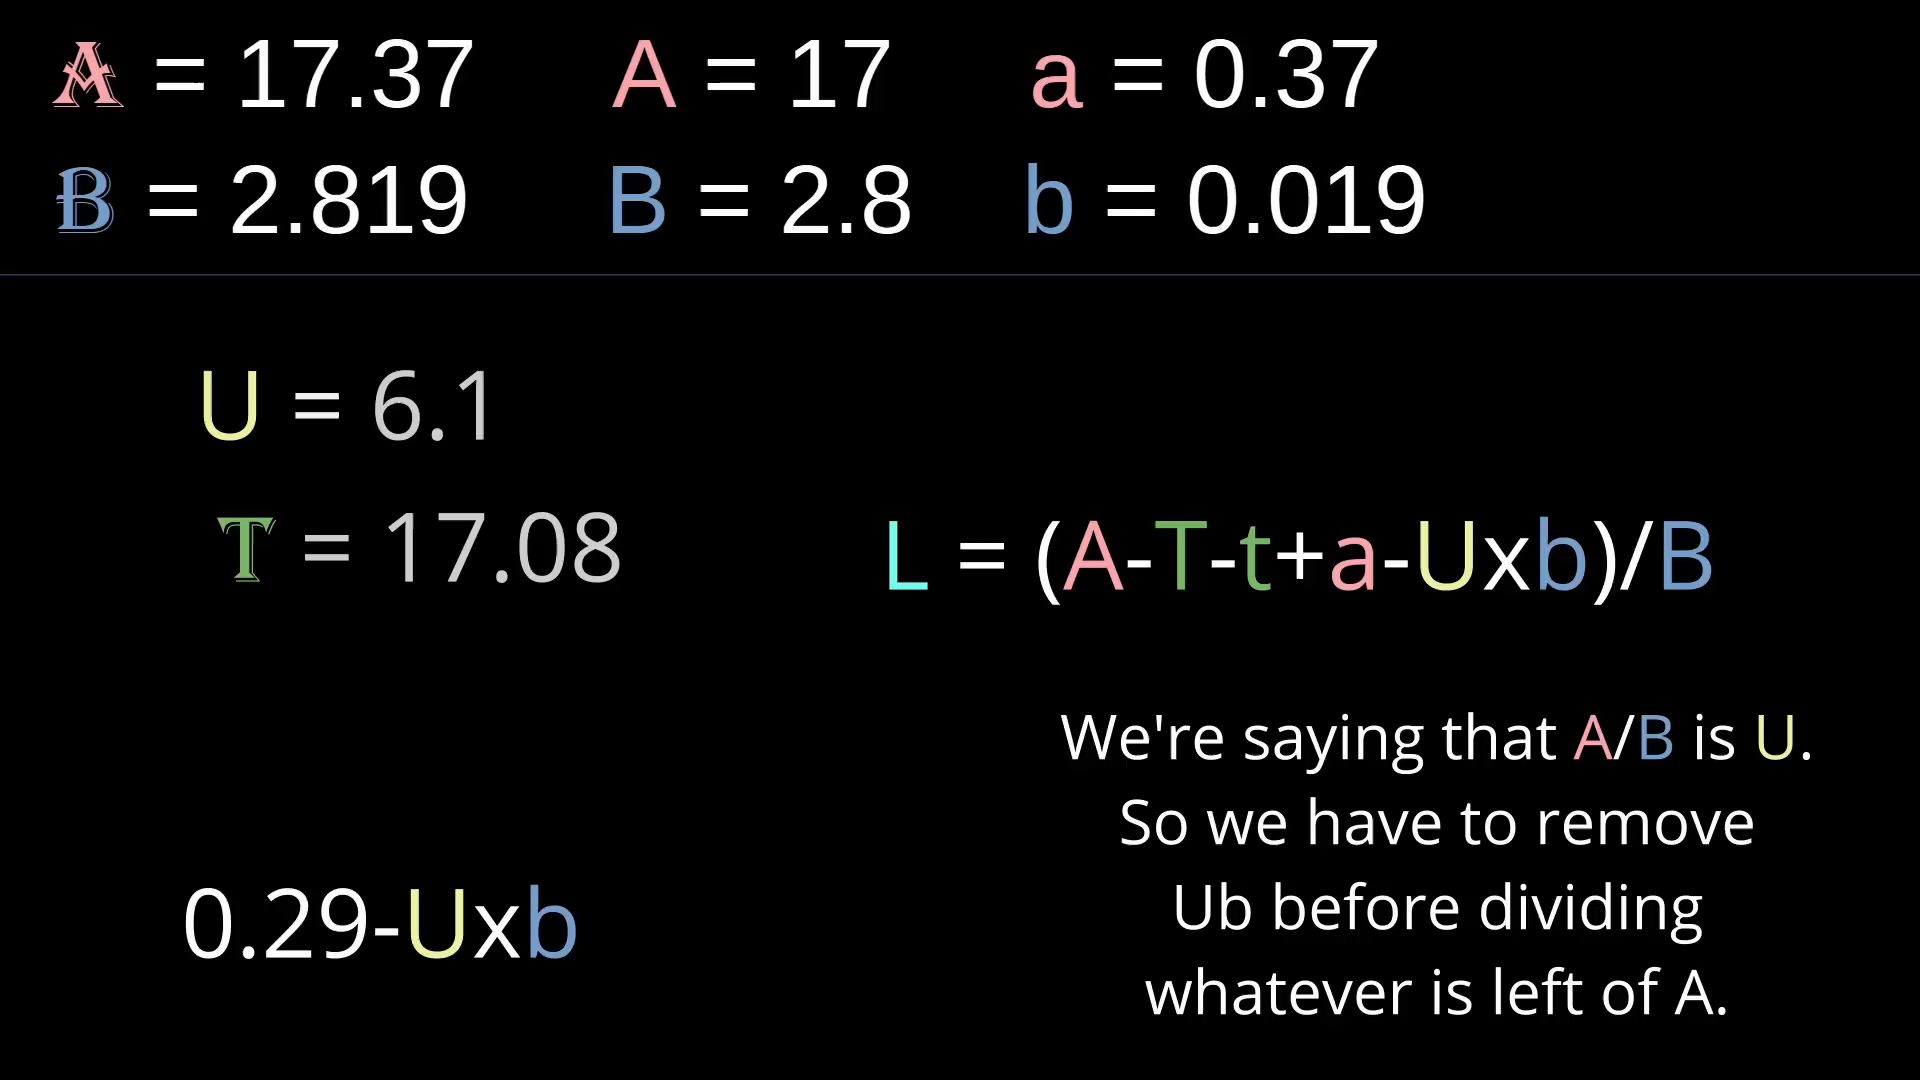 A = 17.37 A = 17 a = 0.37
B = 2.819 B = 2.8 b = 0.019
U = 6.1
T = 17.08
L = (A-T-t+a-Uxb)/B
We're saying that A/B is U.
So we have to remove
Ub before dividing
whatever is left of A.
0.29-Uxb